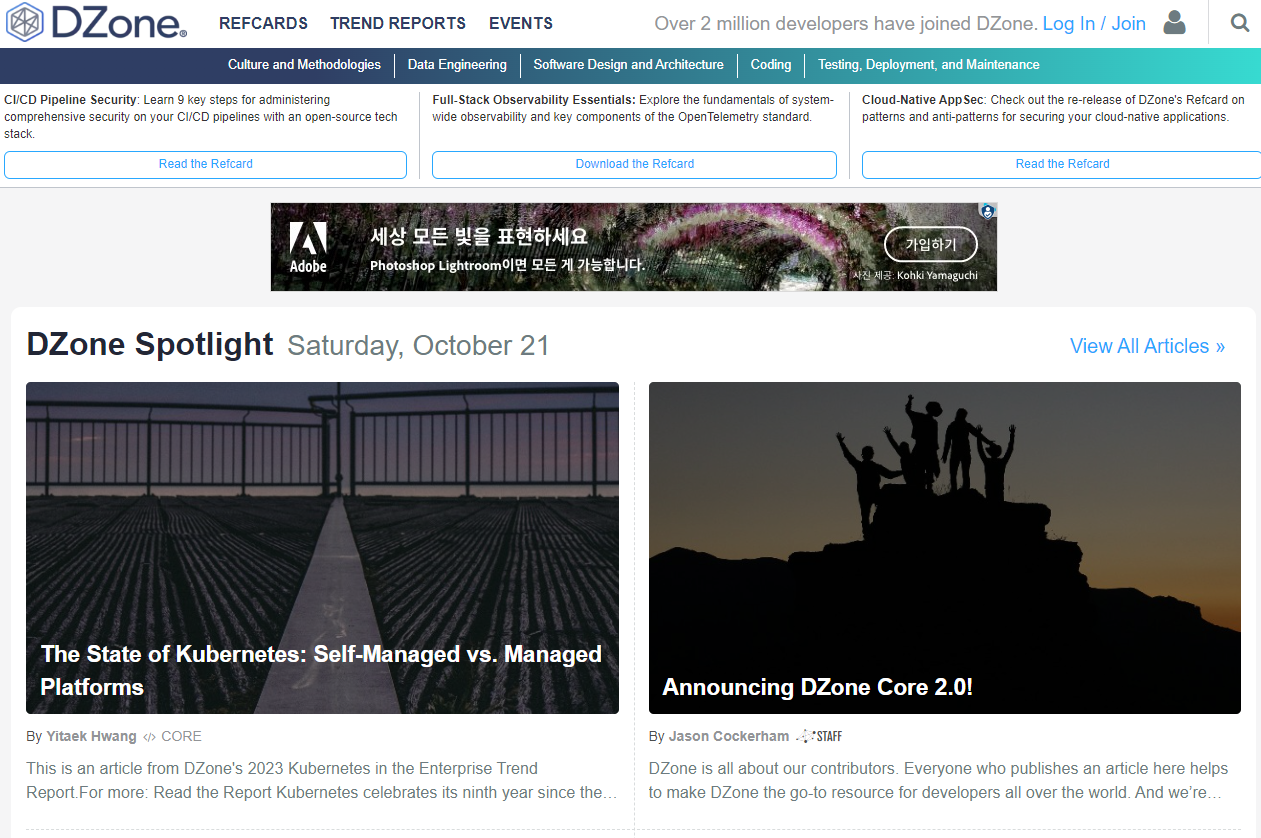 DZone®
REFCARDS TREND REPORTS EVENTS
Over 2 million developers have joined DZone. Log In / Join
Culture and Methodologies
Data Engineering
Software Design and Architecture
Coding
Testing, Deployment, and Maintenance
CI/CD Pipeline Security: Learn 9 key steps for administering
comprehensive security on your CI/CD pipelines with an open-source tech
stack.
Read the Refcard
Full-Stack Observability Essentials: Explore the fundamentals of system-
wide observability and key components of the OpenTelemetry standard.
Download the Refcard
Cloud-Native AppSec: Check out the re-release of DZone's Refcard on
patterns and anti-patterns for securing your cloud-native applications.
Read the Refcard
Adobe
세상 모든 빛을 표현하세요
Photoshop Lightroom이면 모든 게 가능합니다.
가입하기
사진 제공: Kohki Yamaguchi
DZone Spotlight Saturday, October 21
View All Articles »
The State of Kubernetes: Self-Managed vs. Managed
Platforms
By Yitaek Hwang </> CORE
This is an article from DZone's 2023 Kubernetes in the Enterprise Trend
Report.For more: Read the Report Kubernetes celebrates its ninth year since the…
Announcing DZone Core 2.0!
By Jason Cockerham STAFF
DZone is all about our contributors. Everyone who publishes an article here helps
to make DZone the go-to resource for developers all over the world. And we’re…